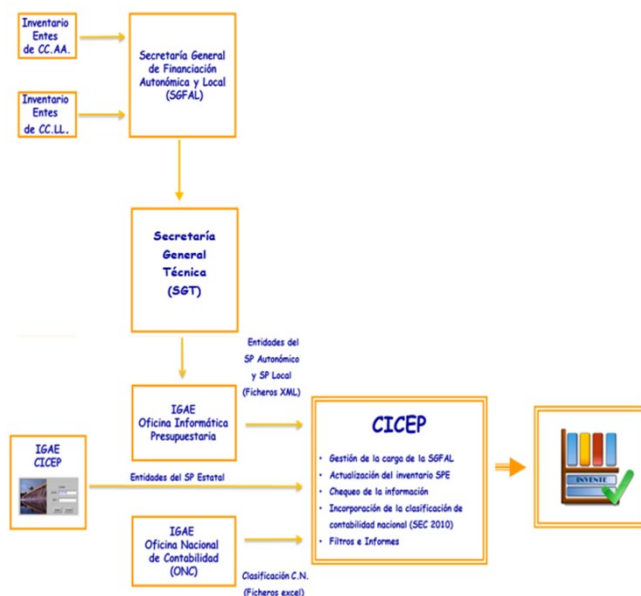 Inventario
Entes
de CC.AA.
Inventario
Entes
de CC.LL.
Secretaría General
de Financiación
Autonómica y Local
(SGFAL)
Secretaría
General
Técnica
(SGT)
Entidades del
SP Autonómico
y SP Local
(Ficheros XML)
IGAE
Oficina Informática
Presupuestaria
IGAE
CICEP
Entidades del SP Estatal
IGAE
Oficina Nacional
de Contabilidad
(ONC)
Clasificación C.N.
(Ficheros excel)
CICEP
• Gestión de la carga de la SGFAL
• Actualización del inventario SPE
• Chequeo de la información
• Incorporación de la clasificación de
contabilidad nacional (SEC 2010)
• Filtros e Informes
INVENTE